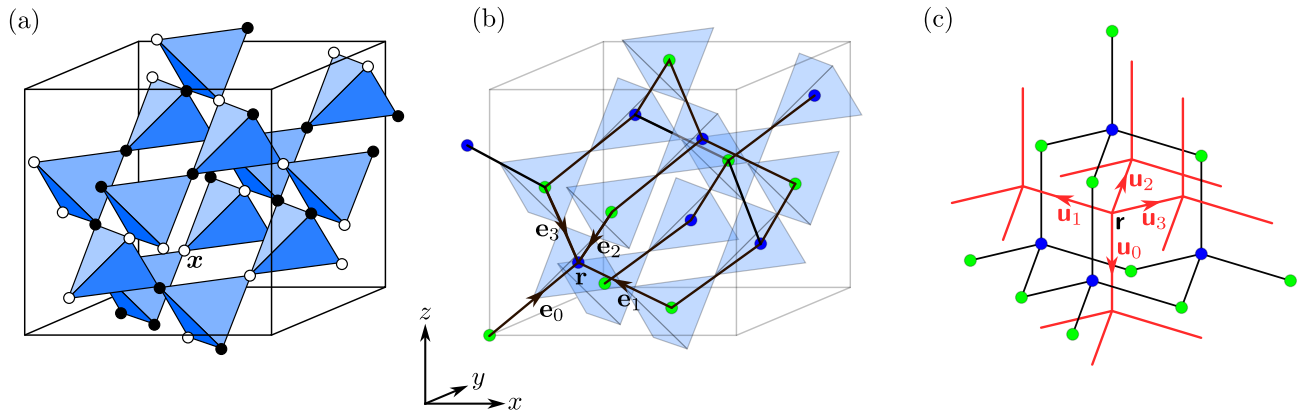 (a)
(b)
(c)
x
e₃
e₂
r
e₁
e₀
z
y
x
u₂
u₁
u₃
r
u₀